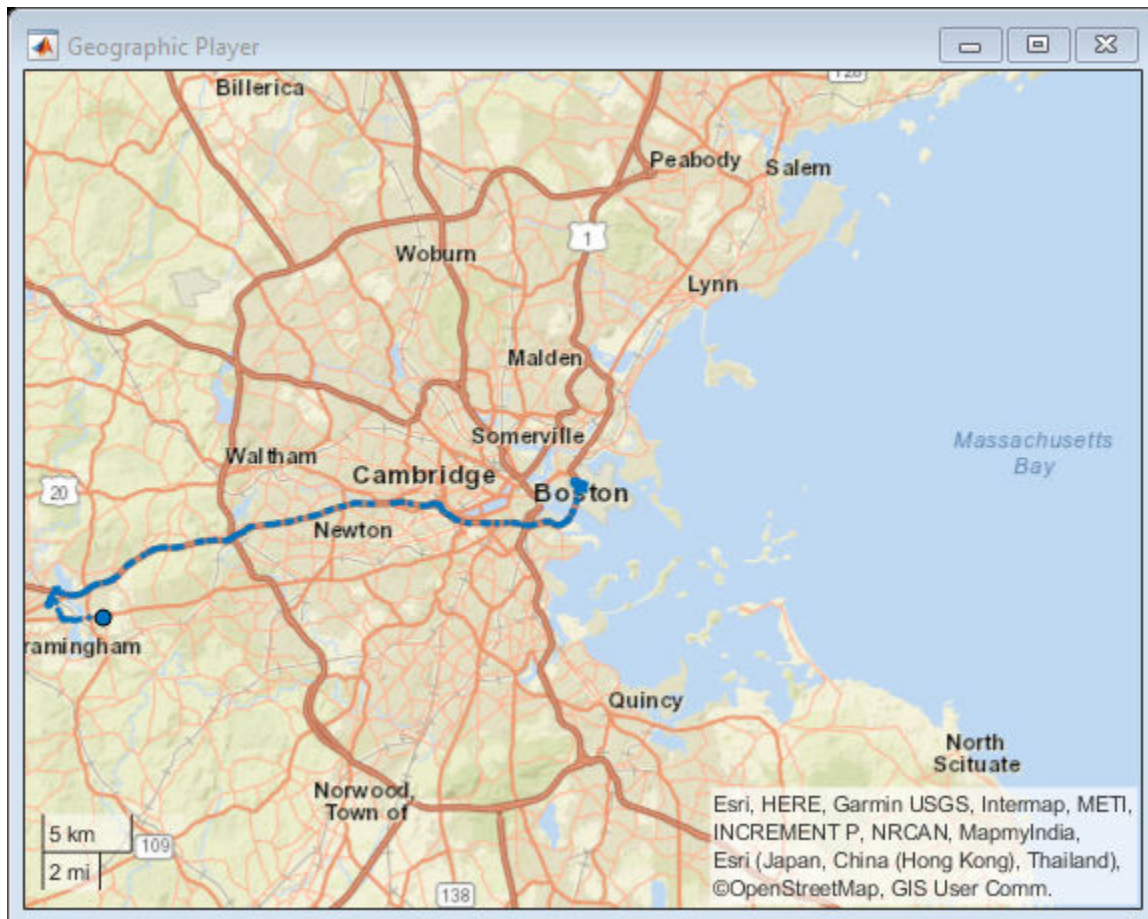 Geographic Player
128
Billerica
Peabody
Salem
1
Woburn
Lynn
Malden
Somerville
Massachusetts
Bay
Waltham
Cambridge
20
Boston
Newton
ramingham
Quincy
North
Scituate
Norwood,
Town of
Esri, HERE, Garmin USGS, Intermap, METI,
INCREMENT P, NRCAN, MapmyIndia,
Esri (Japan, China (Hong Kong), Thailand),
©OpenStreetMap, GIS User Comm.
5 km
109
2 mi
138